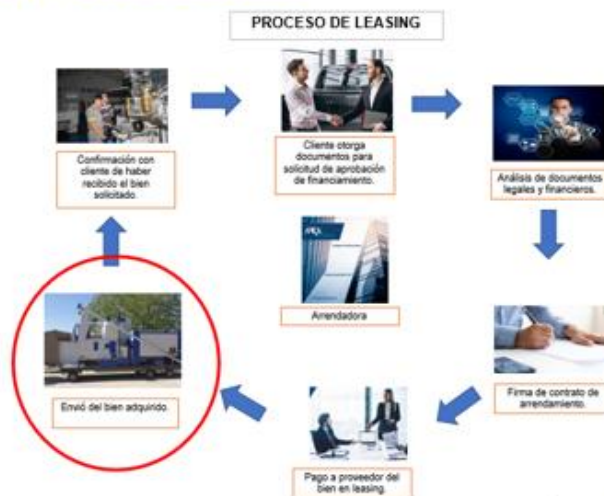 PROCESO DE LEASING
Cliente otorga
documentos para
solicitud de aprobación
de financiamiento.
Análisis de documentos
legales y financieros.
Firma de contrato de
arrendamiento.
Pago a proveedor del
bien en leasing.
Envió del bien adquirido.
Confirmación con
cliente de haber
recibido el bien
solicitado.
Arrendadora